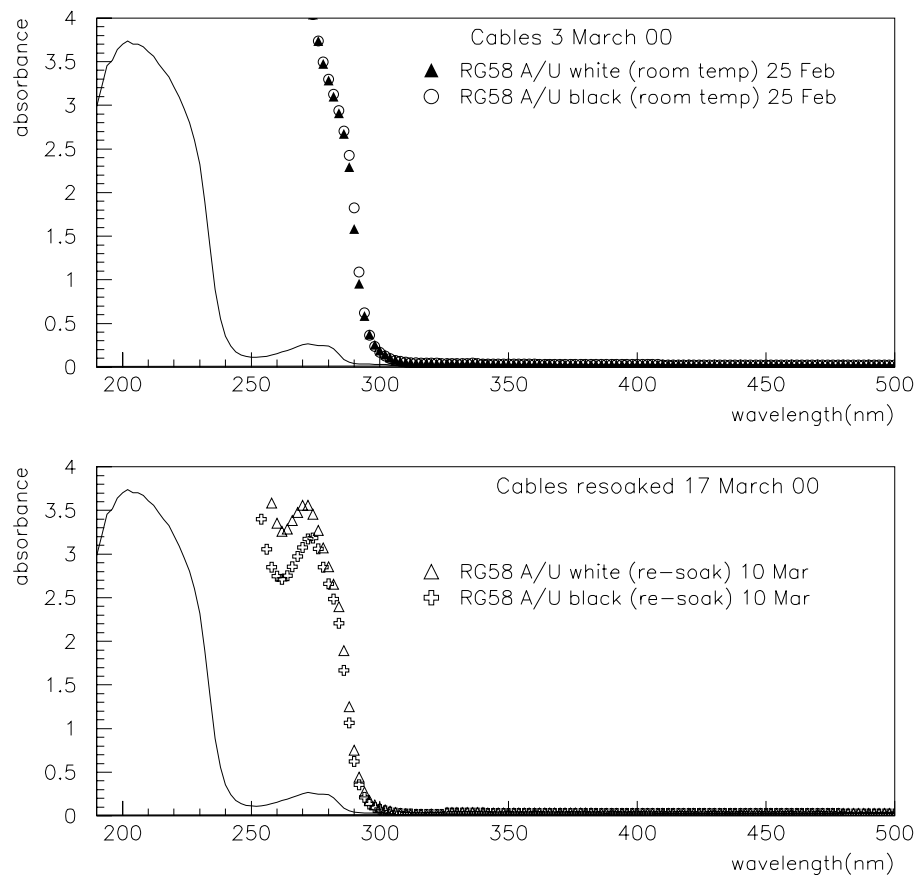 Cables 3 March 00
RG58 A/U white (room temp) 25 Feb
RG58 A/U black (room temp) 25 Feb
absorbance
4
3.5
3
2.5
2
1.5
1
0.5
0
200 250 300 350 400 450 500
wavelength(nm)
Cables resoaked 17 March 00
RG58 A/U white (re-soak) 10 Mar
RG58 A/U black (re-soak) 10 Mar
absorbance
4
3.5
3
2.5
2
1.5
1
0.5
0
200 250 300 350 400 450 500
wavelength(nm)